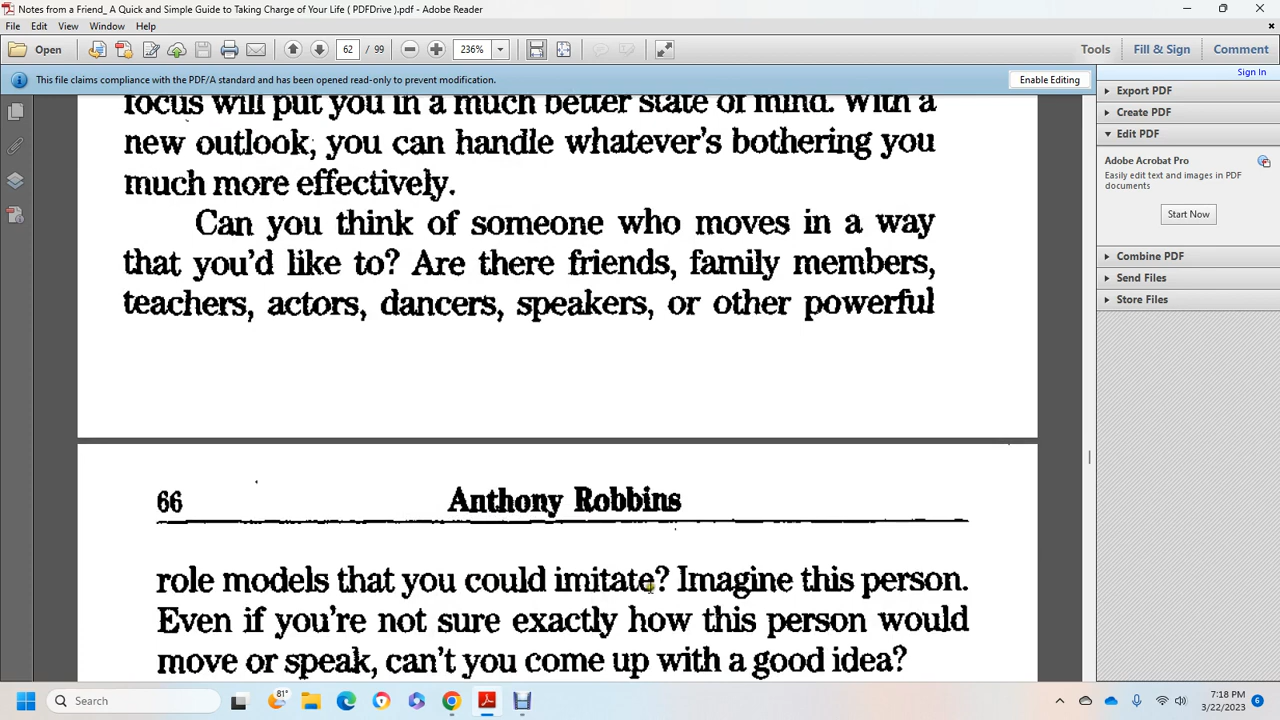 Notes from a Friend_ A Quick and Simple Guide to Taking Charge of Your Life ( PDFDrive ).pdf - Adobe Reader
File Edit View Window Help
Open 62 / 99 236% Tools Fill & Sign Comment
This file claims compliance with the PDF/A standard and has been opened read-only to prevent modification. Enable Editing
Sign In
Export PDF
Create PDF
Edit PDF
Adobe Acrobat Pro
Easily edit text and images in PDF
documents
Start Now
Combine PDF
Send Files
Store Files
focus will put you in a much better state of mind. With a
new outlook, you can handle whatever's bothering you
much more effectively.
Can you think of someone who moves in a way
that you'd like to? Are there friends, family members,
teachers, actors, dancers, speakers, or other powerful
66 Anthony Robbins
role models that you could imitate? Imagine this person.
Even if you're not sure exactly how this person would
move or speak, can't you come up with a good idea?
Search 81° 7:18 PM
3/22/2023 6